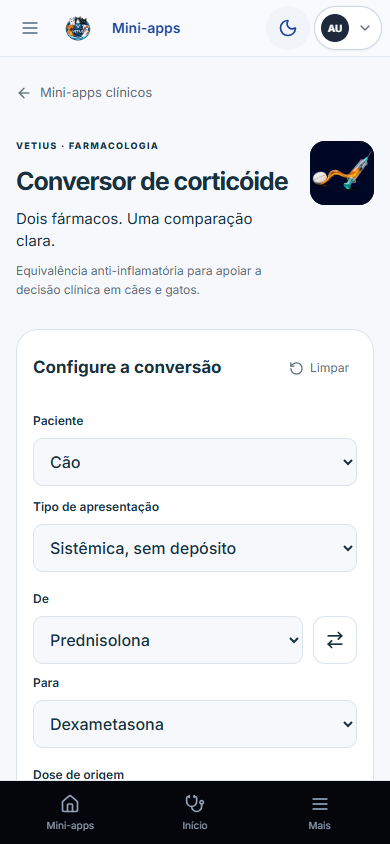 Mini-apps
AU
Mini-apps clínicos
VETIUS · FARMACOLOGIA
Conversor de corticóide
Dois fármacos. Uma comparação
clara.
Equivalência anti-inflamatória para apoiar a
decisão clínica em cães e gatos.
Configure a conversão
Limpar
Paciente
Cão
Tipo de apresentação
Sistêmica, sem depósito
De
Prednisolona
Para
Dexametasona
Dose de origem
Mini-apps
Início
Mais